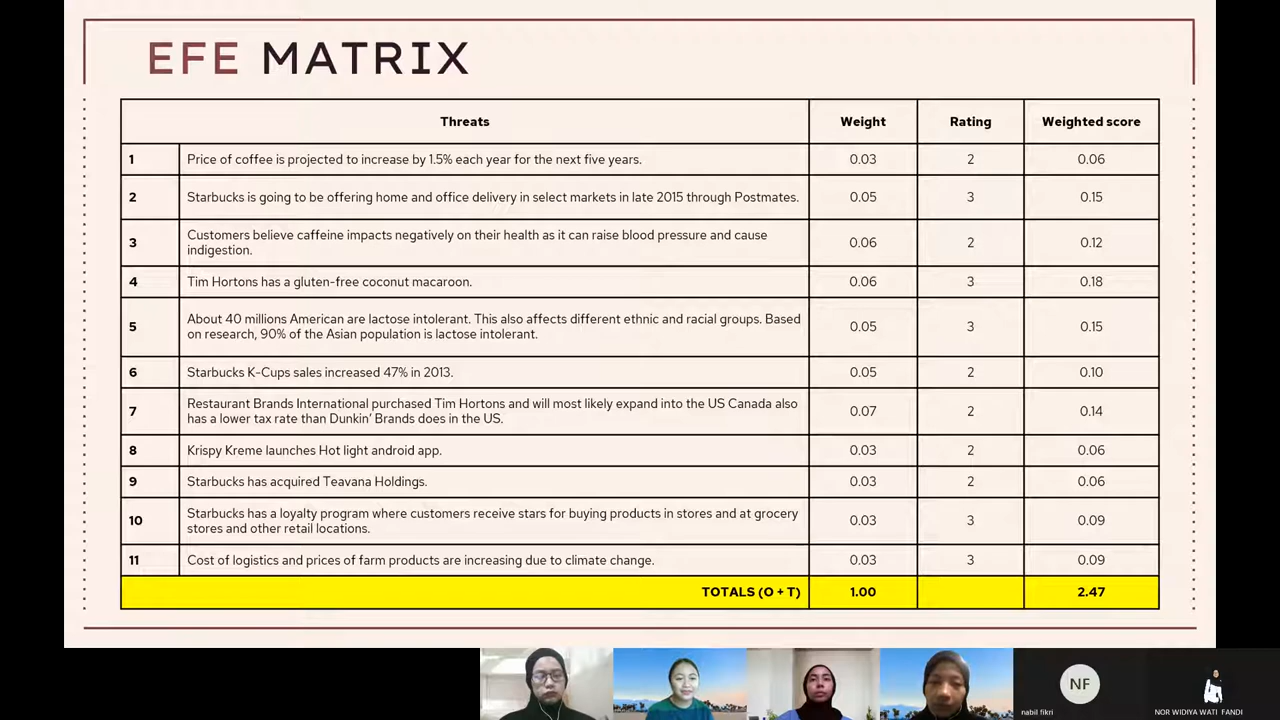 EFE MATRIX
Threats Weight Rating Weighted score
1 Price of coffee is projected to increase by 1.5% each year for the next five years. 0.03 2 0.06
2 Starbucks is going to be offering home and office delivery in select markets in late 2015 through Postmates. 0.05 3 0.15
3 Customers believe caffeine impacts negatively on their health as it can raise blood pressure and cause
indigestion. 0.06 2 0.12
4 Tim Hortons has a gluten-free coconut macaroon. 0.06 3 0.18
5 About 40 millions American are lactose intolerant. This also affects different ethnic and racial groups. Based
on research, 90% of the Asian population is lactose intolerant. 0.05 3 0.15
6 Starbucks K-Cups sales increased 47% in 2013. 0.05 2 0.10
7 Restaurant Brands International purchased Tim Hortons and will most likely expand into the US Canada also
has a lower tax rate than Dunkin’ Brands does in the US. 0.07 2 0.14
8 Krispy Kreme launches Hot light android app. 0.03 2 0.06
9 Starbucks has acquired Teavana Holdings. 0.03 2 0.06
10 Starbucks has a loyalty program where customers receive stars for buying products in stores and at grocery
stores and other retail locations. 0.03 3 0.09
11 Cost of logistics and prices of farm products are increasing due to climate change. 0.03 3 0.09
TOTALS (O + T) 1.00 2.47
NF
nabil fikri
NOR WIDIYA WATI FANDI